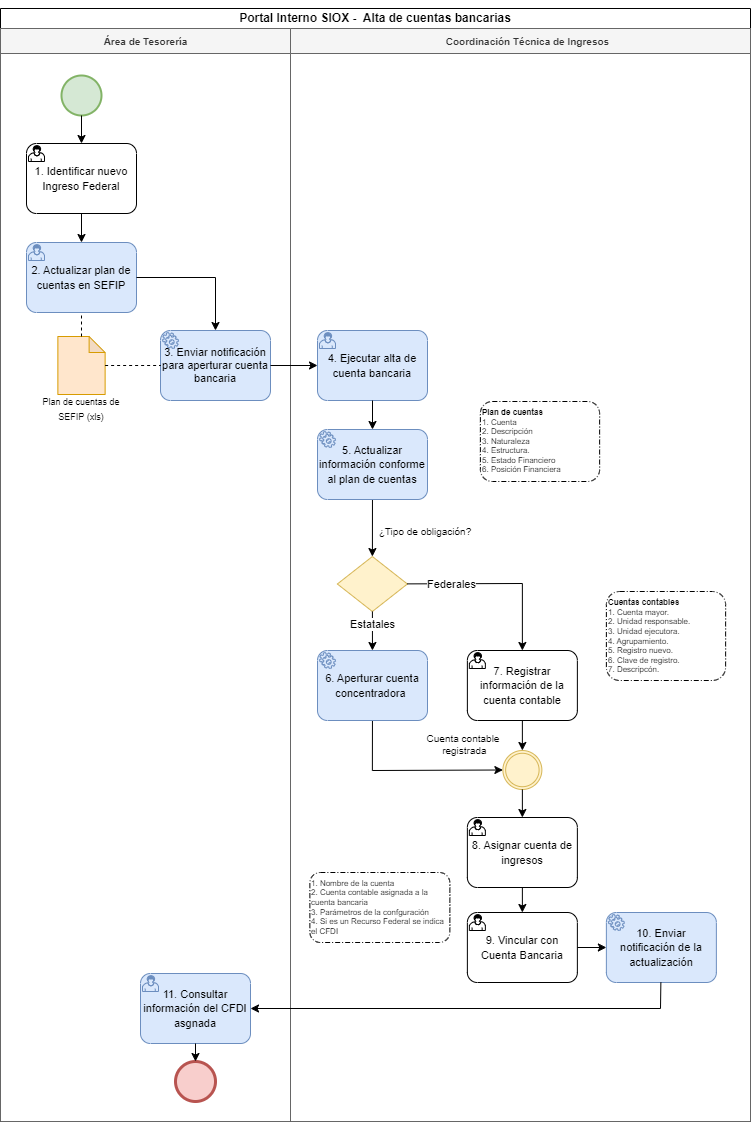 Portal Interno SIOX -  Alta de cuentas bancarias
Área de Tesorería
Coordinación Técnica de Ingresos
1. Identificar nuevo
Ingreso Federal
2. Actualizar plan de
cuentas en SEFIP
3. Enviar notificación
para aperturar cuenta
bancaria
Plan de cuentas de
SEFIP (xls)
4. Ejecutar alta de
cuenta bancaria
5. Actualizar
información conforme
al plan de cuentas
Plan de cuentas
1. Cuenta
2. Descripción
3. Naturaleza
4. Estructura.
5. Estado Financiero
6. Posición Financiera
¿Tipo de obligación?
Federales
Estatales
Cuentas contables
1. Cuenta mayor.
2. Unidad responsable.
3. Unidad ejecutora.
4. Agrupamiento.
5. Registro nuevo.
6. Clave de registro.
7. Descripcón.
6. Aperturar cuenta
concentradora
7. Registrar
información de la
cuenta contable
Cuenta contable
registrada
8. Asignar cuenta de
ingresos
1. Nombre de la cuenta
2. Cuenta contable asignada a la
cuenta bancaria
3. Parámetros de la confguración
4. Si es un Recurso Federal se indica
el CFDI
9. Vincular con
Cuenta Bancaria
10. Enviar
notificación de la
actualización
11. Consultar
información del CFDI
asgnada